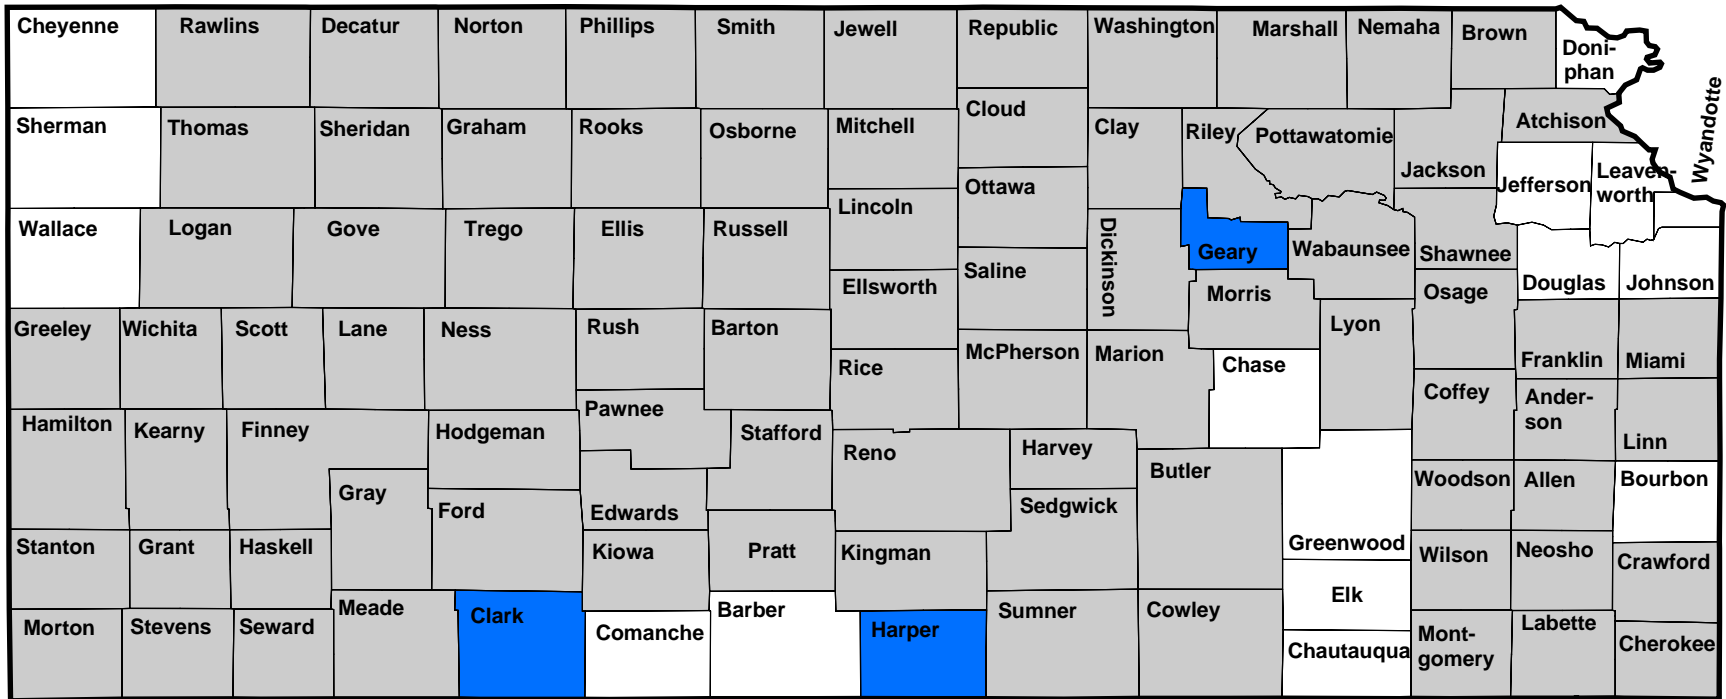 Cheyenne
Rawlins
Decatur
Norton
Phillips
Smith
Jewell
Republic
Washington
Marshall
Nemaha
Brown
Doni-
phan
Sherman
Thomas
Sheridan
Graham
Rooks
Osborne
Mitchell
Cloud
Clay
Riley
Pottawatomie
Jackson
Atchison
Jefferson
Leaven-
worth
Wyandotte
Wallace
Logan
Gove
Trego
Ellis
Russell
Lincoln
Ottawa
Dickinson
Geary
Wabaunsee
Shawnee
Douglas
Johnson
Ellsworth
Saline
Morris
Osage
Greeley
Wichita
Scott
Lane
Ness
Rush
Barton
Rice
McPherson
Marion
Chase
Lyon
Franklin
Miami
Hamilton
Kearny
Finney
Hodgeman
Pawnee
Stafford
Reno
Harvey
Butler
Coffey
Ander-
son
Linn
Gray
Ford
Edwards
Sedgwick
Greenwood
Woodson
Allen
Bourbon
Stanton
Grant
Haskell
Kiowa
Pratt
Kingman
Wilson
Neosho
Crawford
Morton
Stevens
Seward
Meade
Clark
Comanche
Barber
Harper
Sumner
Cowley
Elk
Chautauqua
Mont-
gomery
Labette
Cherokee